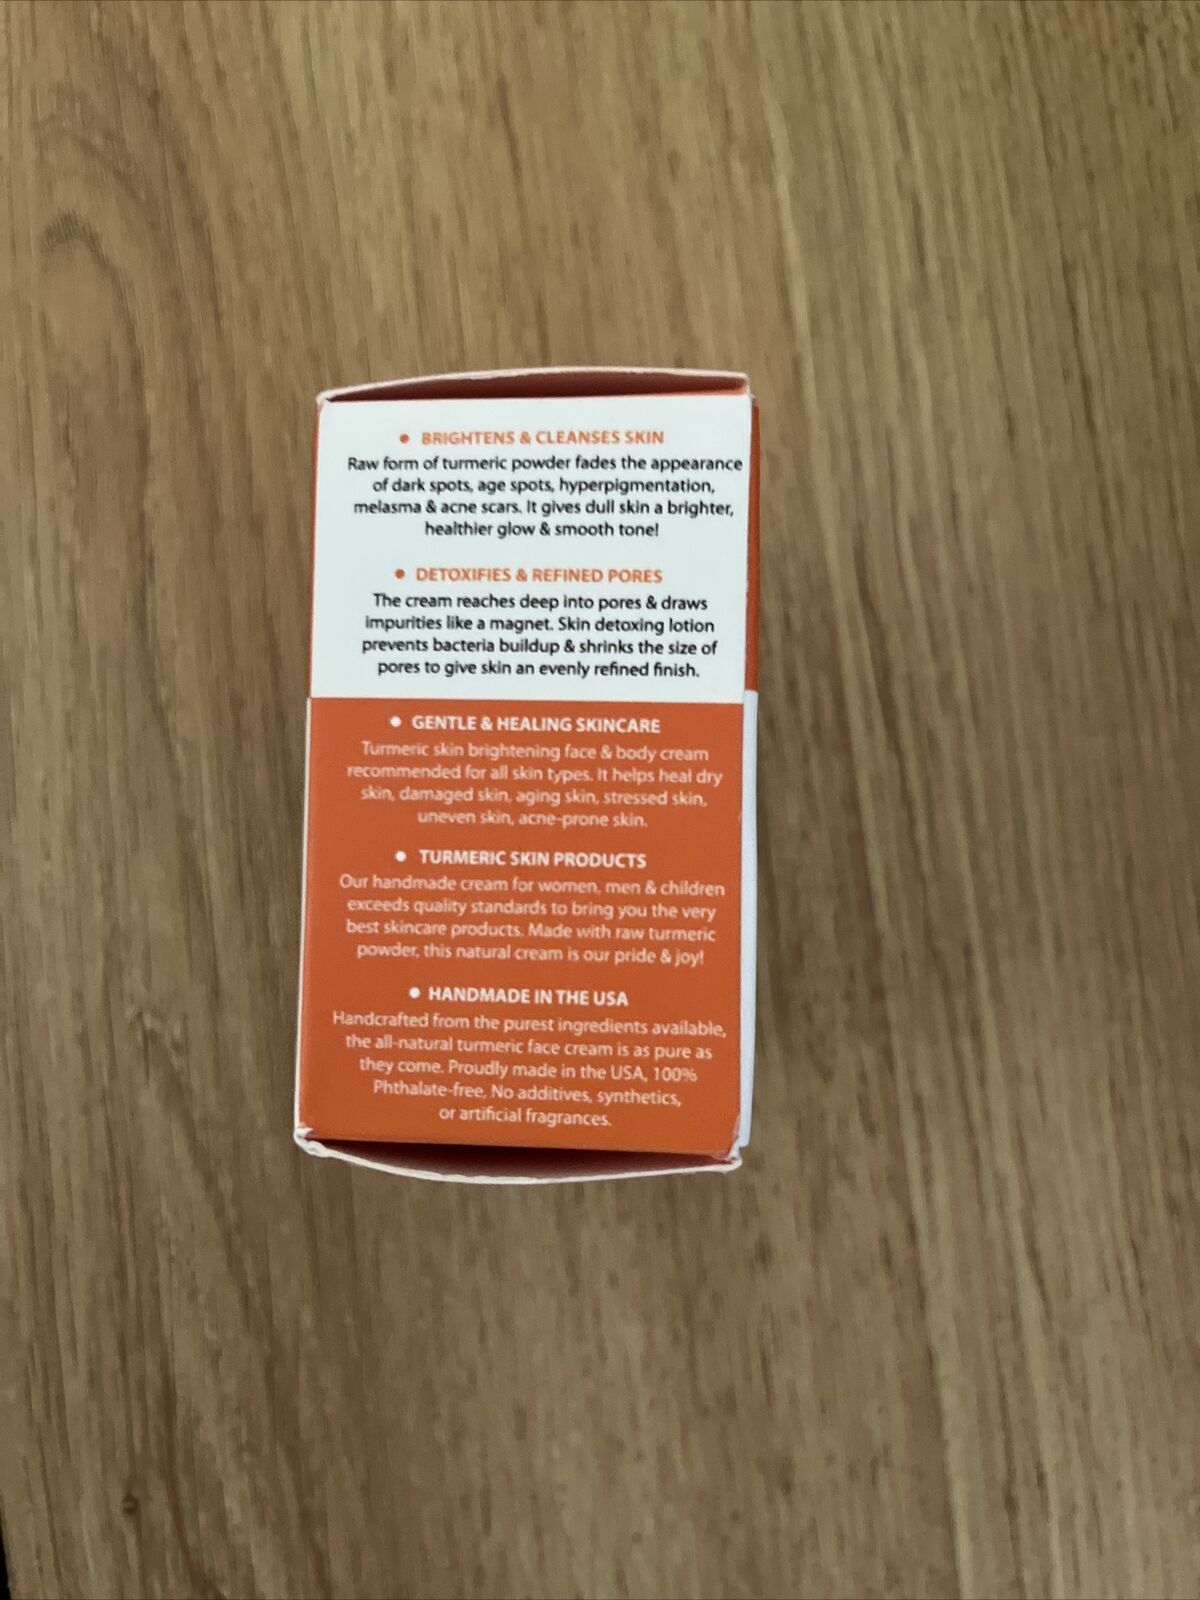 • BRIGHTENS & CLEANSES SKIN
Raw form of turmeric powder fades the appearance
of dark spots, age spots, hyperpigmentation,
melasma & acne scars. It gives dull skin a brighter,
healthier glow & smooth tone!
• DETOXIFIES & REFINED PORES
The cream reaches deep into pores & draws
impurities like a magnet. Skin detoxing lotion
prevents bacteria buildup & shrinks the size of
pores to give skin an evenly refined finish.
• GENTLE & HEALING SKINCARE
Turmeric skin brightening face & body cream
recommended for all skin types. It helps heal dry
skin, damaged skin, aging skin, stressed skin,
uneven skin, acne-prone skin.
• TURMERIC SKIN PRODUCTS
Our handmade cream for women, men & children
exceeds quality standards to bring you the very
best skincare products. Made with raw turmeric
powder, this natural cream is our pride & joy!
• HANDMADE IN THE USA
Handcrafted from the purest ingredients available,
the all-natural turmeric face cream is as pure as
they come. Proudly made in the USA, 100%
Phthalate-free, No additives, synthetics,
or artificial fragrances.